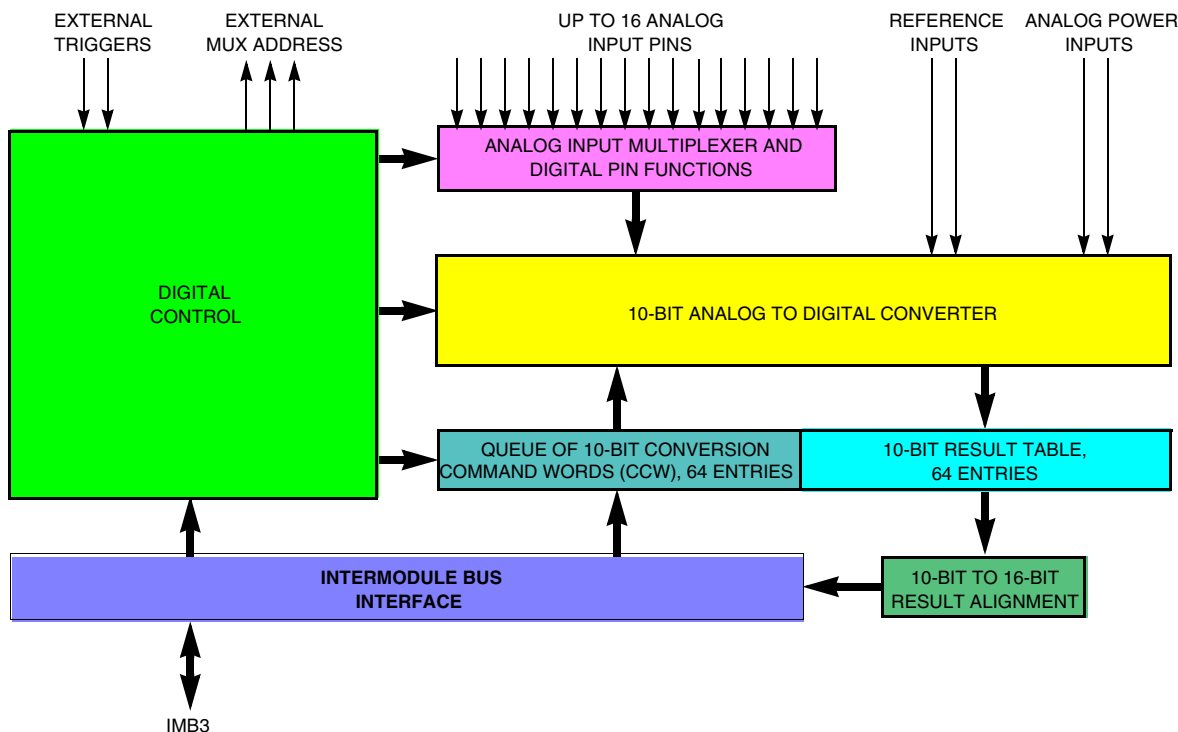 EXTERNAL
TRIGGERS
EXTERNAL
MUX ADDRESS
UP TO 16 ANALOG
INPUT PINS
REFERENCE
INPUTS
ANALOG POWER
INPUTS
ANALOG INPUT MULTIPLEXER AND
DIGITAL PIN FUNCTIONS
DIGITAL
CONTROL
10-BIT ANALOG TO DIGITAL CONVERTER
QUEUE OF 10-BIT CONVERSION
COMMAND WORDS (CCW), 64 ENTRIES
10-BIT RESULT TABLE,
64 ENTRIES
INTERMODULE BUS
INTERFACE
10-BIT TO 16-BIT
RESULT ALIGNMENT
IMB3